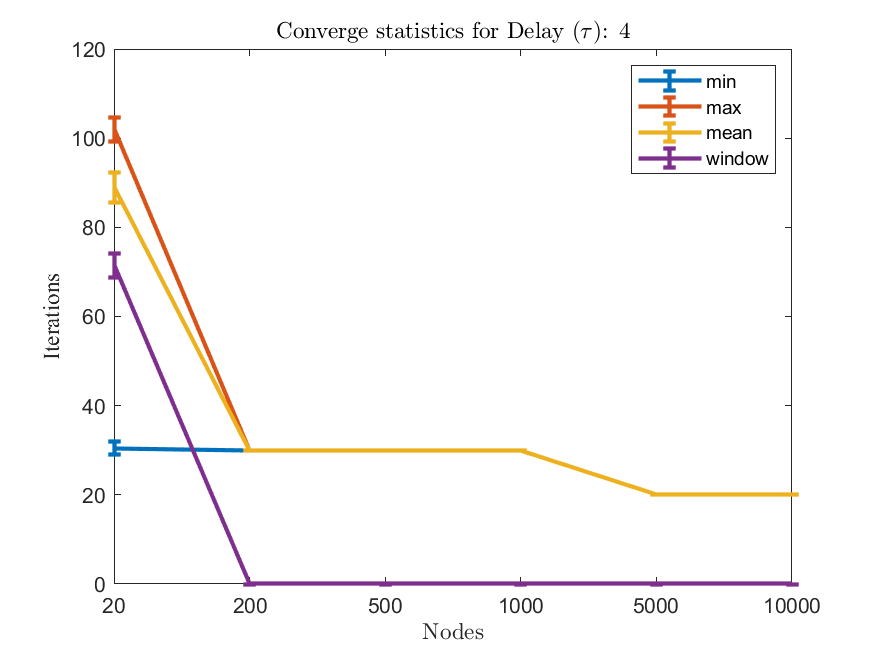 Converge statistics for Delay (τ): 4
120
100
80
60
40
20
0
Iterations
min
max
mean
window
20 200 500 1000 5000 10000
Nodes